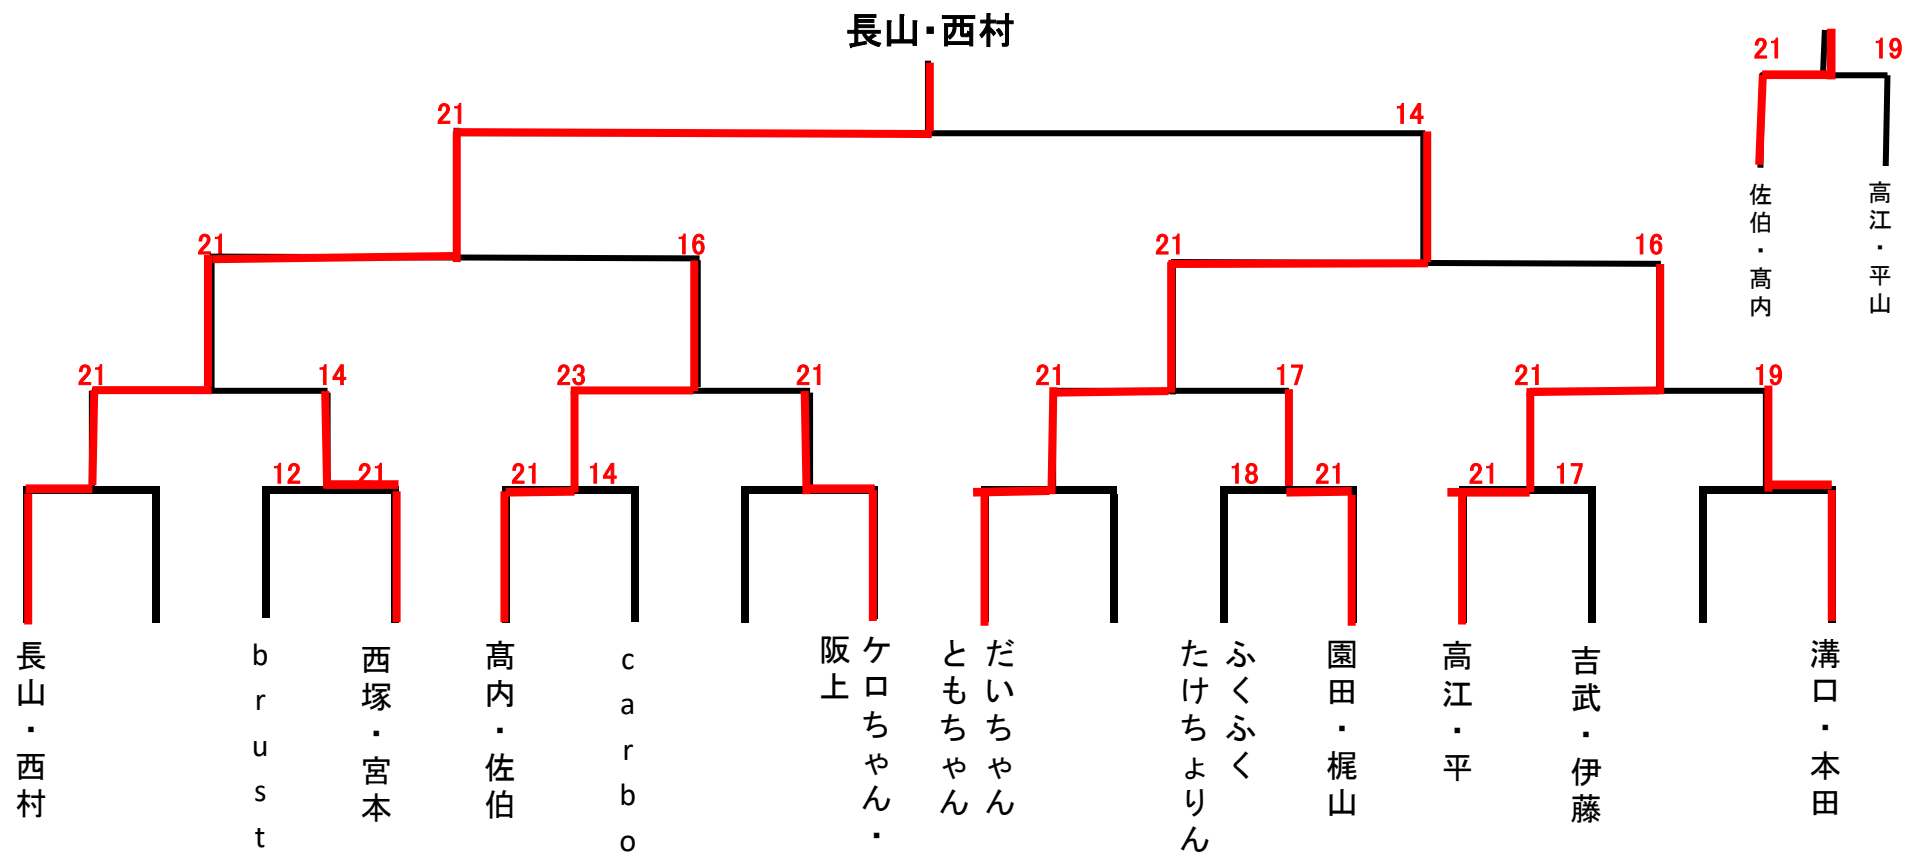 長山・西村
21
19
21
14
佐伯・髙内
高江・平山
21
16
21
16
21
14
23
21
21
17
21
19
12
21
21
14
18
21
21
17
長山・西村
brust
西塚・宮本
髙内・佐伯
carbo
ケロちゃん・
阪上
だいちゃん
ともちゃん
ふくふく
たけちょりん
園田・梶山
高江・平
吉武・伊藤
溝口・本田